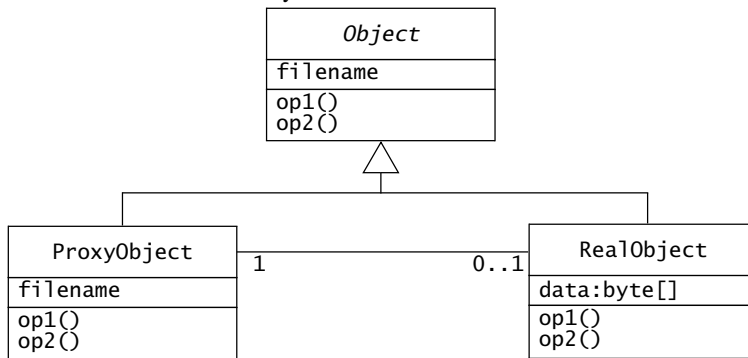 Object
filename
op1()
op2()
ProxyObject
filename
op1()
op2()
1
0..1
RealObject
data:byte[]
op1()
op2()